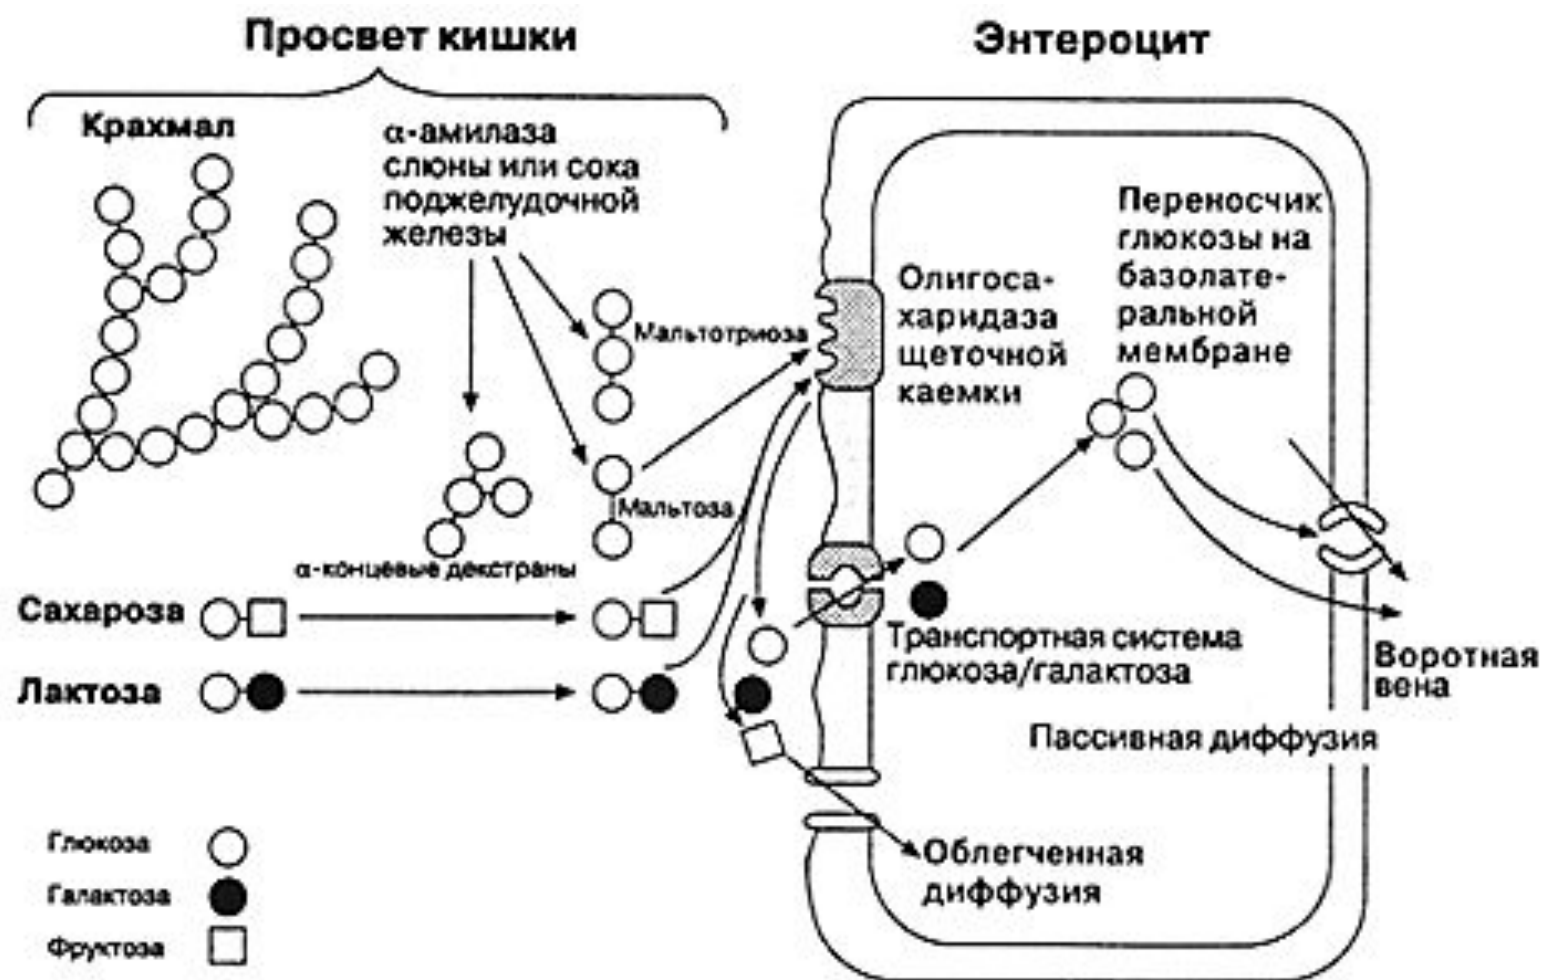 Просвет кишки
Энтероцит
Крахмал
α-амилаза
слюны или сока
поджелудочной
железы
Мальтотриоза
Мальтоза
α-концевые декстраны
Сахароза
Лактоза
Глюкоза
Галактоза
Фруктоза
Олигоса-
харидаза
щеточной
каемки
Переносчик
глюкозы на
базолате-
ральной
мембране
Транспортная система
глюкоза/галактоза
Воротная
вена
Пассивная диффузия
Облегченная
диффузия